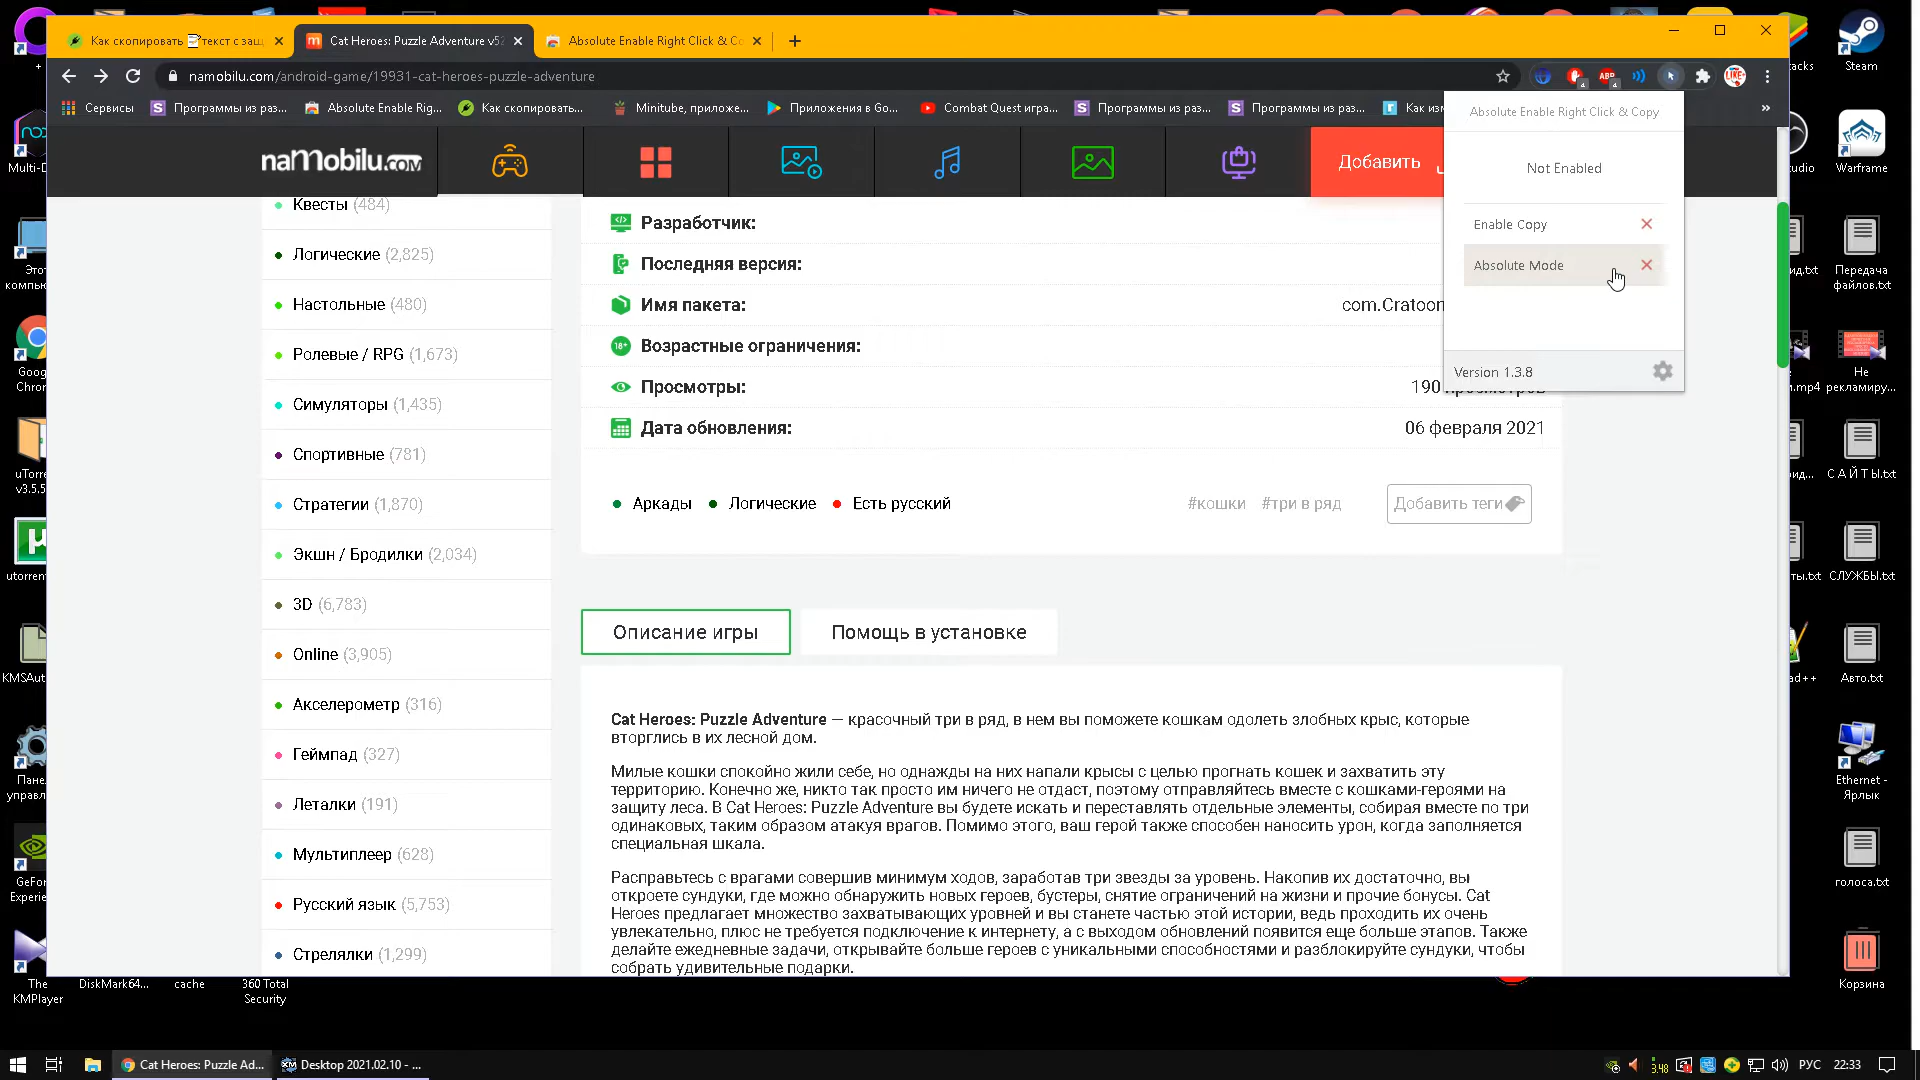 Как скопировать текст с защ
Cat Heroes: Puzzle Adventure v52
Absolute Enable Right Click & Co
namobilu.com/android-game/19931-cat-heroes-puzzle-adventure
Сервисы
Программы из раз...
Absolute Enable Rig...
Как скопировать...
Minitube, приложе...
Приложения в Go...
Combat Quest игра...
Программы из раз...
Программы из раз...
Absolute Enable Right Click & Copy
Not Enabled
Enable Copy
Absolute Mode
Version 1.3.8
namobilu.com
Добавить
Квесты (484)
Логические (2,825)
Настольные (480)
Ролевые / RPG (1,673)
Симуляторы (1,435)
Спортивные (781)
Стратегии (1,870)
Экшн / Бродилки (2,034)
3D (6,783)
Online (3,905)
Акселерометр (316)
Геймпад (327)
Леталки (191)
Мультиплеер (628)
Русский язык (5,753)
Стрелялки (1,299)
Разработчик:
Последняя версия:
Имя пакета:
com.Cratoon
Возрастные ограничения:
Просмотры:
190 просмотров
Дата обновления:
06 февраля 2021
Аркады
Логические
Есть русский
#кошки #три в ряд
Добавить теги
Описание игры
Помощь в установке
Cat Heroes: Puzzle Adventure — красочный три в ряд, в нем вы поможете кошкам одолеть злобных крыс, которые
вторглись в их лесной дом.
Милые кошки спокойно жили себе, но однажды на них напали крысы с целью прогнать кошек и захватить эту
территорию. Конечно же, никто так просто им ничего не отдаст, поэтому отправляйтесь вместе с кошками-героями на
защиту леса. В Cat Heroes: Puzzle Adventure вы будете искать и переставлять отдельные элементы, собирая вместе по три
одинаковых, таким образом атакуя врагов. Помимо этого, ваш герой также способен наносить урон, когда заполняется
специальная шкала.
Расправьтесь с врагами совершив минимум ходов, заработав три звезды за уровень. Накопив их достаточно, вы
откроете сундуки, где можно обнаружить новых героев, бустеры, снятие ограничений на жизни и прочие бонусы. Cat
Heroes предлагает множество захватывающих уровней и вы станете частью этой истории, ведь проходить их очень
увлекательно, плюс не требуется подключение к интернету, а с выходом обновлений появится еще больше этапов. Также
делайте ежедневные задачи, открывайте больше героев с уникальными способностями и разблокируйте сундуки, чтобы
собрать удивительные подарки.
Steam
Warframe
Передача
файлов.txt
Не
рекламиру...
С А Й Т Ы.txt
СЛУЖБЫ.txt
Авто.txt
Ethernet -
Ярлык
голоса.txt
Корзина
The
KMPlayer
DiskMark64...
cache
360 Total
Security
Cat Heroes: Puzzle Ad...
Desktop 2021.02.10 - ...
3.48
РУС
22:33